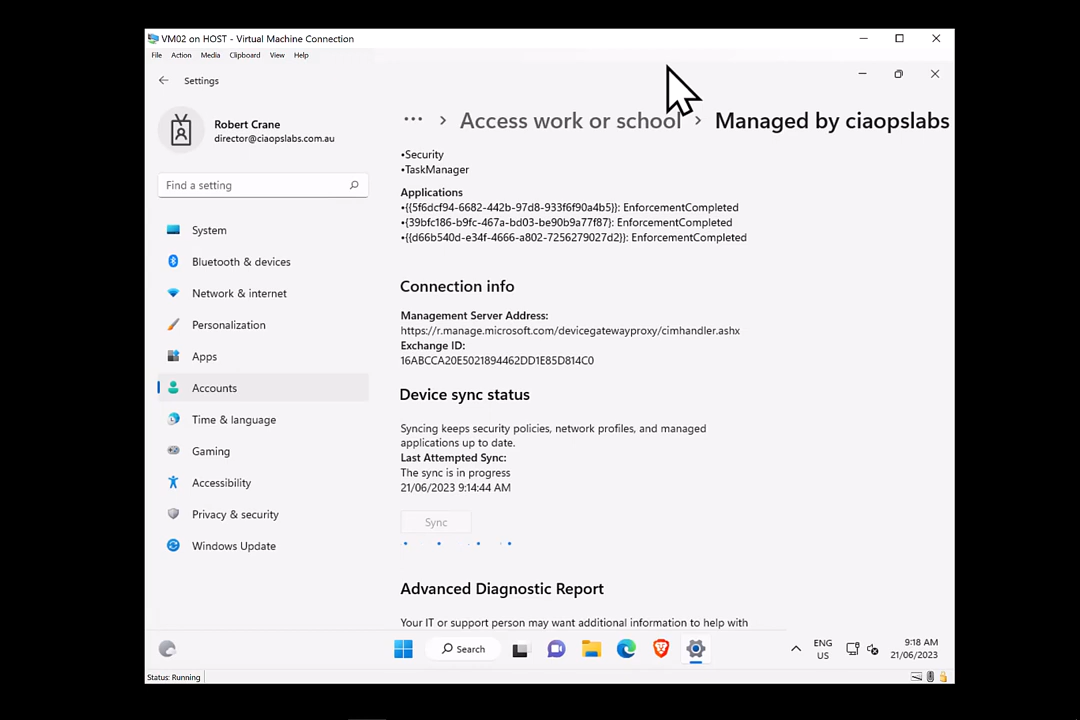 VM02 on HOST - Virtual Machine Connection
File Action Media Clipboard View Help
Settings
Robert Crane
director@ciaopslabs.com.au
Find a setting
System
Bluetooth & devices
Network & internet
Personalization
Apps
Accounts
Time & language
Gaming
Accessibility
Privacy & security
Windows Update
... > Access work or school > Managed by ciaopslabs
•Security
•TaskManager
Applications
•{{5f6dcf94-6682-442b-97d8-933f6f90a4b5}}: EnforcementCompleted
•{39bfc186-b9fc-467a-bd03-be90b9a77f87}: EnforcementCompleted
•{{d66b540d-e34f-4666-a802-7256279027d2}}: EnforcementCompleted
Connection info
Management Server Address:
https://r.manage.microsoft.com/devicegatewayproxy/cimhandler.ashx
Exchange ID:
16ABCCA20E5021894462DD1E85D814C0
Device sync status
Syncing keeps security policies, network profiles, and managed
applications up to date.
Last Attempted Sync:
The sync is in progress
21/06/2023 9:14:44 AM
Sync
Advanced Diagnostic Report
Your IT or support person may want additional information to help with
Search
ENG
US
9:18 AM
21/06/2023
Status: Running